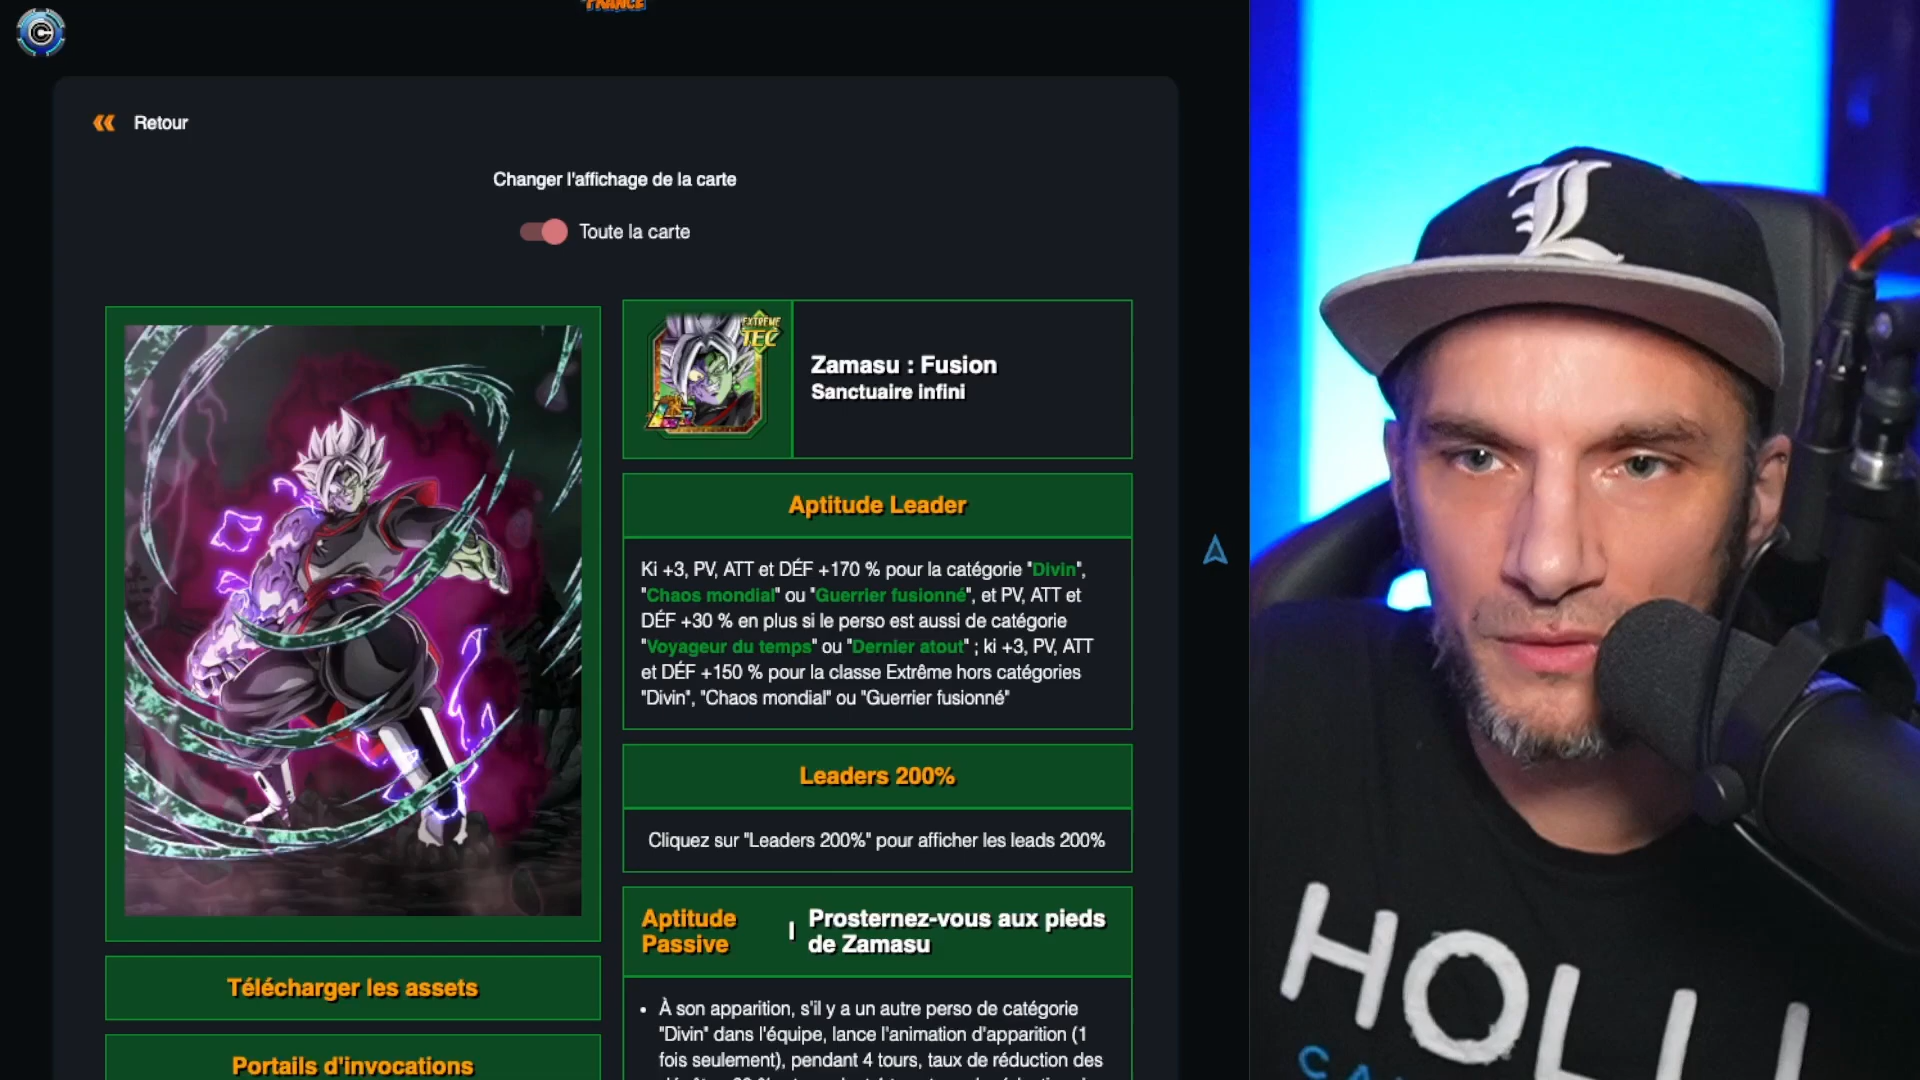 FRANCE
Retour
Changer l'affichage de la carte
Toute la carte
EXTREME
TEC
Zamasu : Fusion
Sanctuaire infini
Aptitude Leader
Ki +3, PV, ATT et DÉF +170 % pour la catégorie "Divin",
"Chaos mondial" ou "Guerrier fusionné", et PV, ATT et
DÉF +30 % en plus si le perso est aussi de catégorie
"Voyageur du temps" ou "Dernier atout" ; ki +3, PV, ATT
et DÉF +150 % pour la classe Extrême hors catégories
"Divin", "Chaos mondial" ou "Guerrier fusionné"
Leaders 200%
Cliquez sur "Leaders 200%" pour afficher les leads 200%
Aptitude Passive | Prosternez-vous aux pieds
de Zamasu
• À son apparition, s'il y a un autre perso de catégorie
"Divin" dans l'équipe, lance l'animation d'apparition (1
fois seulement), pendant 4 tours, taux de réduction des
Télécharger les assets
Portails d'invocations
L
HOLY